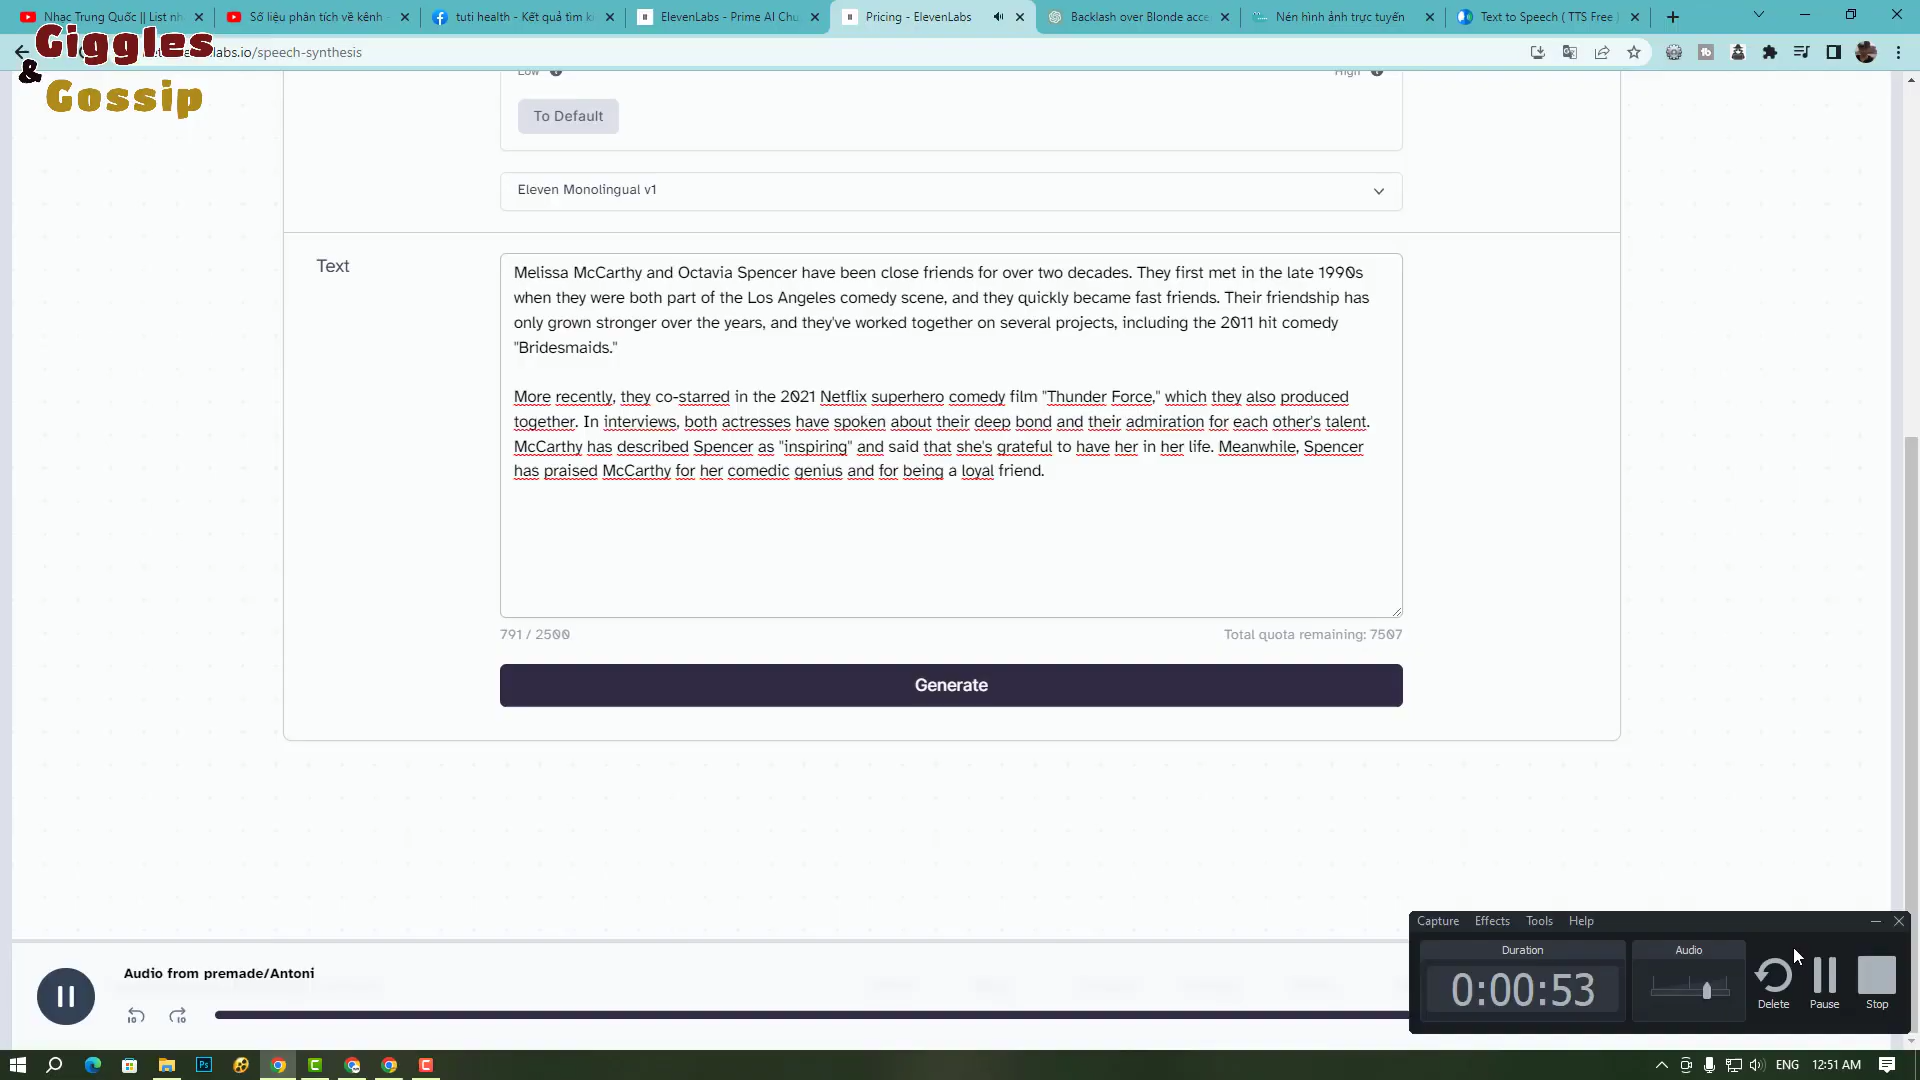 Nhạc Trung Quốc || List nh
Số liệu phân tích về kênh -
tuti health - Kết quả tìm ki
ElevenLabs - Prime AI Chu
Pricing - ElevenLabs
Backlash over Blonde acce
Nén hình ảnh trực tuyến
Text to Speech ( TTS Free )
labs.io/speech-synthesis
Giggles
&
Gossip
Low
High
To Default
Eleven Monolingual v1
Text
Melissa McCarthy and Octavia Spencer have been close friends for over two decades. They first met in the late 1990s
when they were both part of the Los Angeles comedy scene, and they quickly became fast friends. Their friendship has
only grown stronger over the years, and they've worked together on several projects, including the 2011 hit comedy
"Bridesmaids."
More recently, they co-starred in the 2021 Netflix superhero comedy film "Thunder Force," which they also produced
together. In interviews, both actresses have spoken about their deep bond and their admiration for each other's talent.
McCarthy has described Spencer as "inspiring" and said that she's grateful to have her in her life. Meanwhile, Spencer
has praised McCarthy for her comedic genius and for being a loyal friend.
791 / 2500
Total quota remaining: 7507
Generate
Capture Effects Tools Help
Duration
Audio
0:00:53
Delete
Pause
Stop
Audio from premade/Antoni
10
10
Ps
ENG
12:51 AM